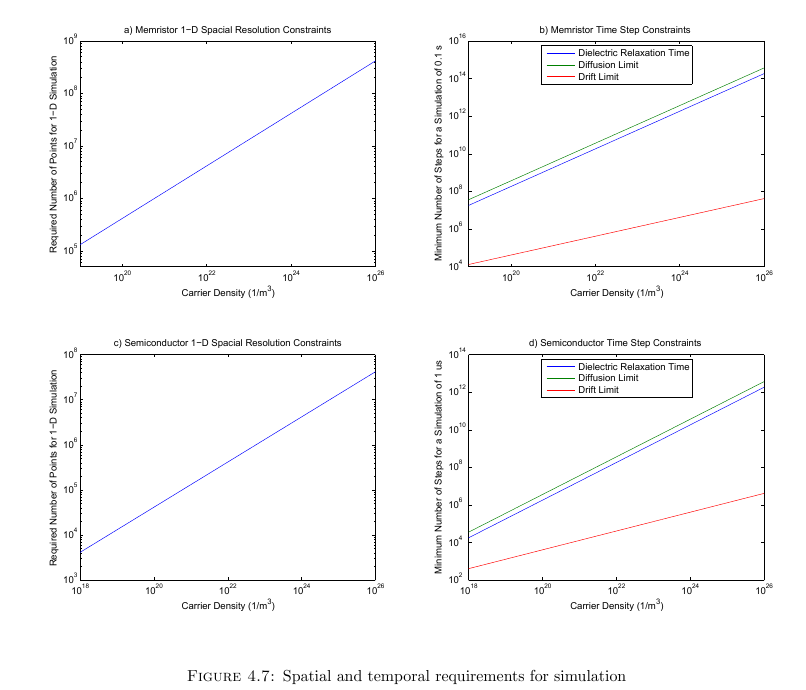 a) Memristor 1−D Spacial Resolution Constraints
Required Number of Points for 1−D Simulation
10^9
10^8
10^7
10^6
10^5
10^20 10^22 10^24 10^26
Carrier Density (1/m^3)
b) Memristor Time Step Constraints
Minimum Number of Steps for a Simulation of 0.1 s
10^16
10^14
10^12
10^10
10^8
10^6
10^4
Dielectric Relaxation Time
Diffusion Limit
Drift Limit
10^20 10^22 10^24 10^26
Carrier Density (1/m^3)
c) Semiconductor 1−D Spacial Resolution Constraints
Required Number of Points for 1−D Simulation
10^8
10^7
10^6
10^5
10^4
10^3
10^18 10^20 10^22 10^24 10^26
Carrier Density (1/m^3)
d) Semiconductor Time Step Constraints
Minimum Number of Steps for a Simulation of 1 us
10^14
10^12
10^10
10^8
10^6
10^4
10^2
Dielectric Relaxation Time
Diffusion Limit
Drift Limit
10^18 10^20 10^22 10^24 10^26
Carrier Density (1/m^3)
FIGURE 4.7: Spatial and temporal requirements for simulation